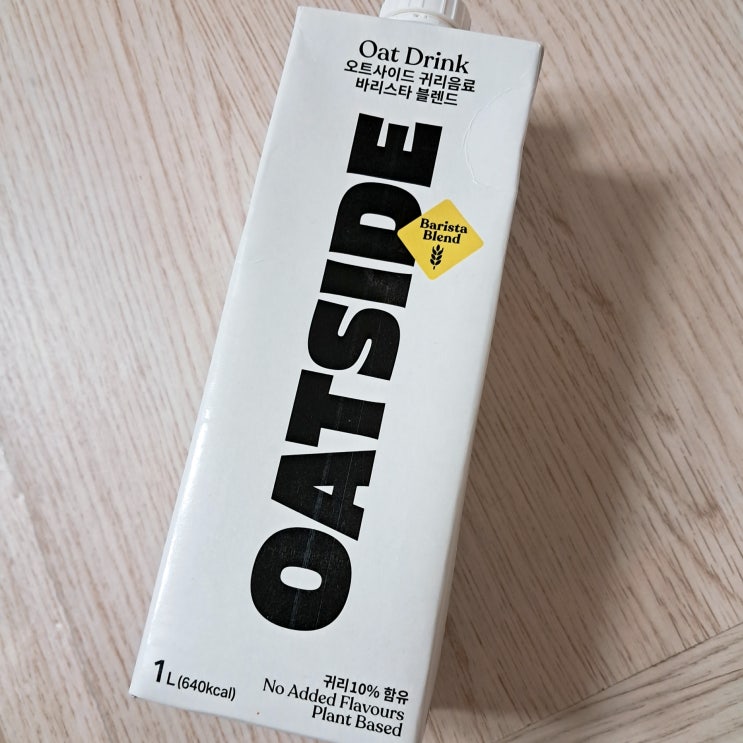 Oat Drink
오트사이드 귀리음료
바리스타 블렌드
OATSIDE
Barista
Blend
1L(640kcal)
귀리10% 함유
No Added Flavours
Plant Based